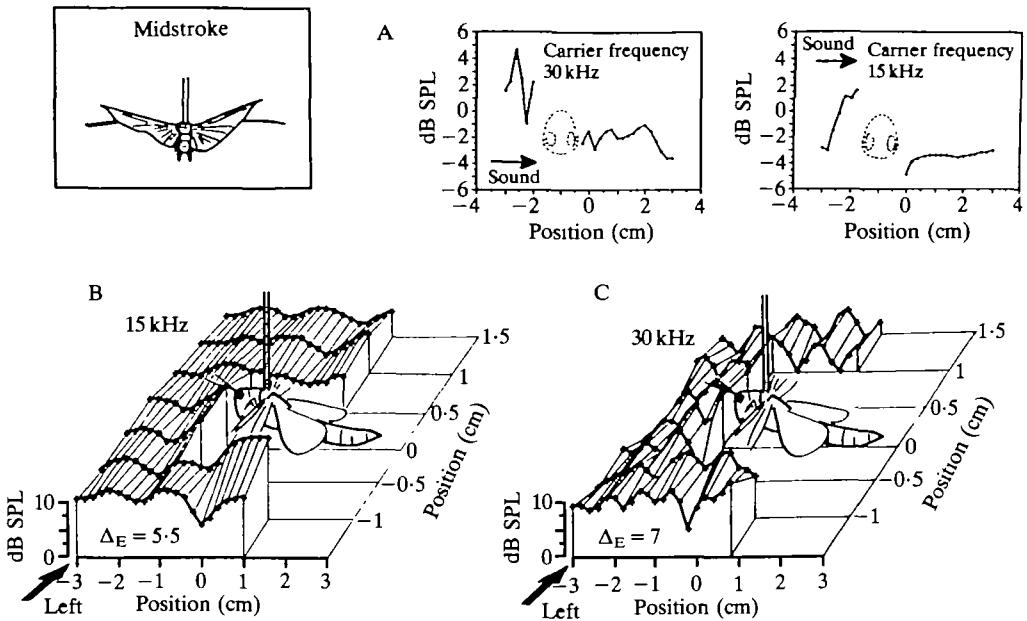 Midstroke
A
dB SPL
6
4
2
0
−2
−4
6
Carrier frequency
30 kHz
Sound
−4
−2
0
2
4
Position (cm)
dB SPL
6
4
2
0
−2
−4
−6
Sound
Carrier frequency
15 kHz
−4
−2
0
2
4
Position (cm)
B
15 kHz
1·5
1
0·5
0
−0·5
−1
Position (cm)
dB SPL
10
0
ΔE = 5·5
−3
−2
−1
0
1
2
3
Left
Position (cm)
C
30 kHz
1·5
1
0·5
0
−0·5
−1
Position (cm)
dB SPL
10
0
ΔE = 7
−3
−2
−1
0
1
2
3
Left
Position (cm)